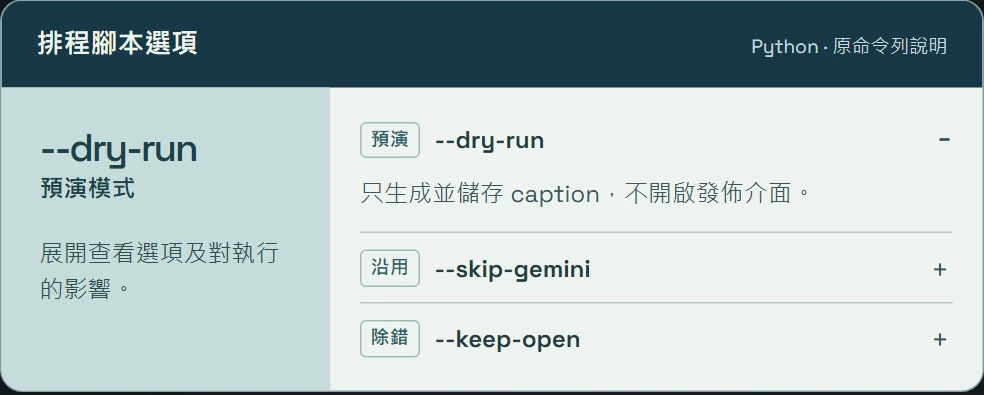 排程腳本選項
Python · 原命令列說明
--dry-run
預演模式
展開查看選項及對執行
的影響。
預演 --dry-run −
只生成並儲存 caption，不開啟發佈介面。
沿用 --skip-gemini +
除錯 --keep-open +